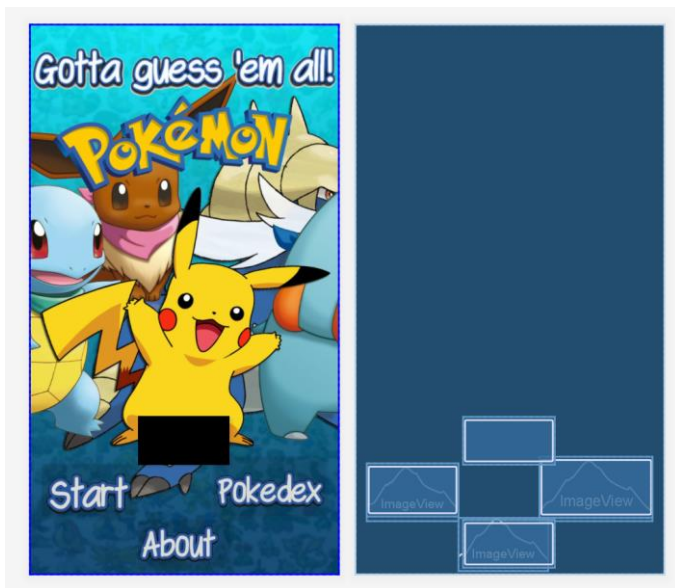 Gotta guess 'em all!
POKéMON
Start
Pokedex
About
ImageView
ImageView
ImageView